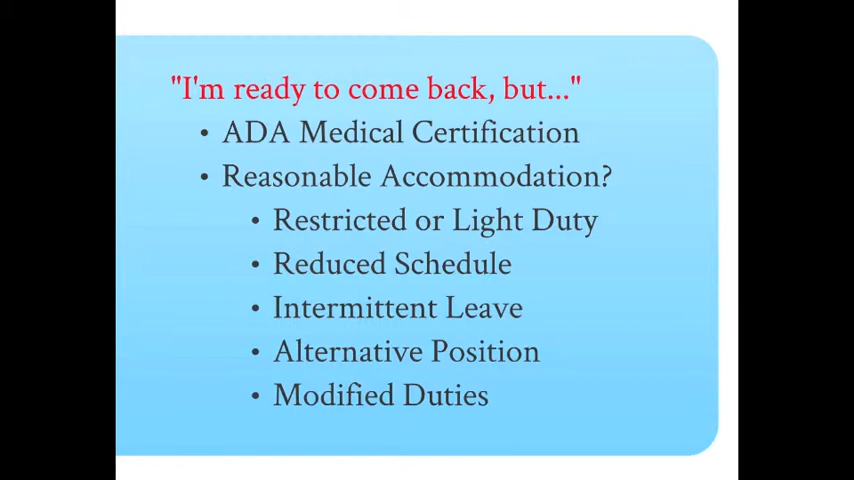 "I'm ready to come back, but..."
• ADA Medical Certification
• Reasonable Accommodation?
• Restricted or Light Duty
• Reduced Schedule
• Intermittent Leave
• Alternative Position
• Modified Duties